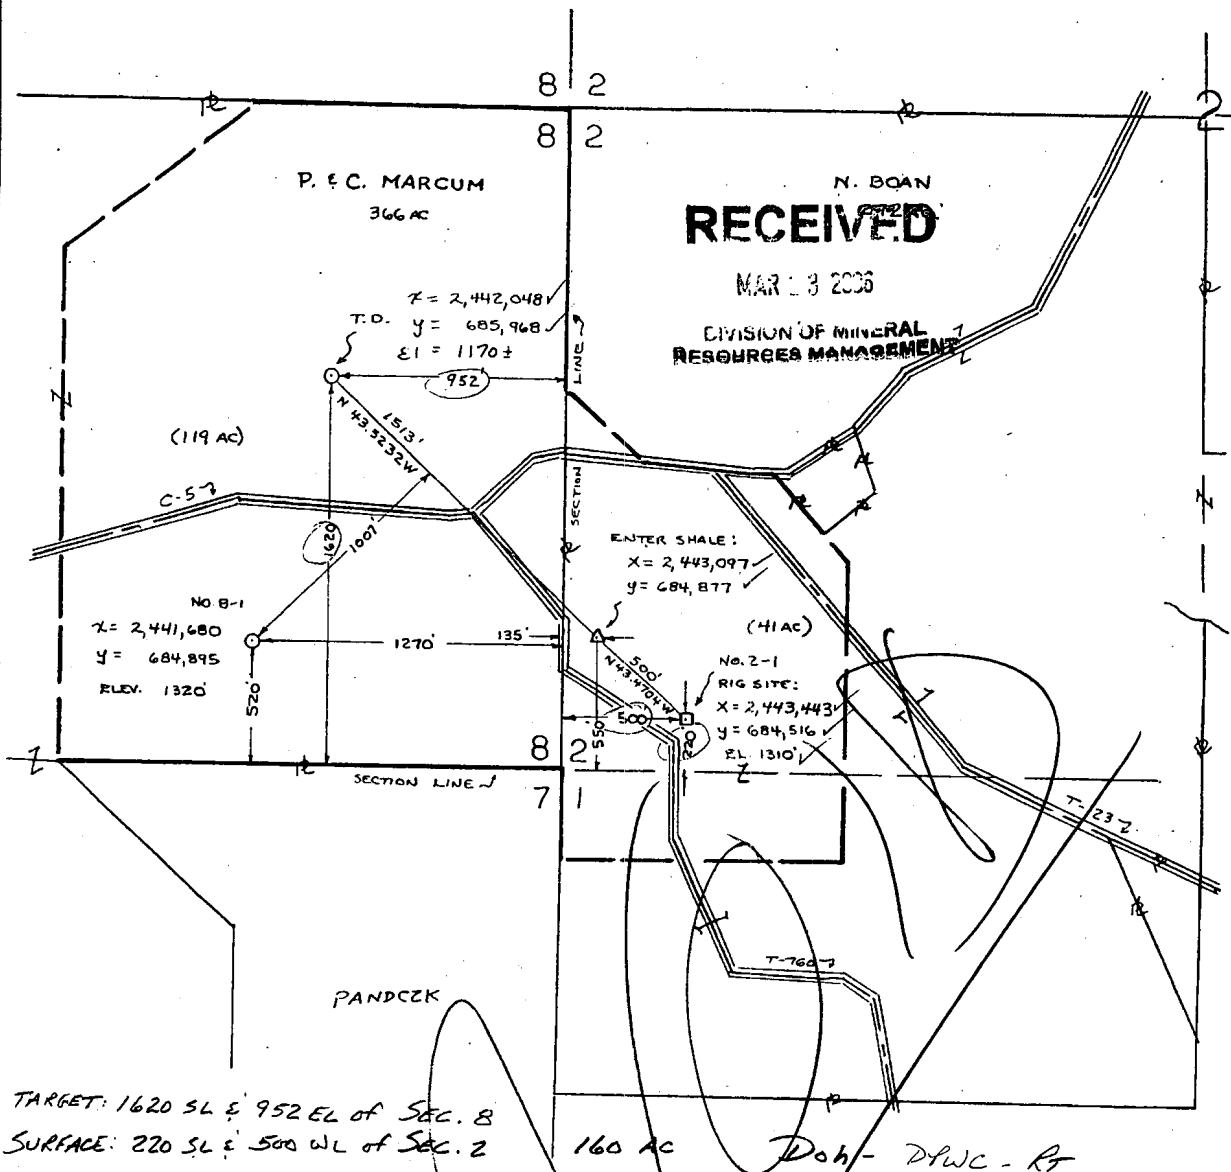 8 2
8 2
P. & C. MARCUM
366 AC
N. BOAN
RECEIVED
MAR 13 2006
DIVISION OF MINERAL
RESOURCES MANAGEMENT
X = 2,442,048
T.D.
y = 685,968
El = 1170±
LINE
952'
1513'
N 43.5232 W
(119 AC)
C-5
1620'
1007'
SECTION
ENTER SHALE:
X = 2,443,097
y = 684,877
NO. 8-1
X = 2,441,680
y = 684,895
ELEV. 1320'
1270'
135'
(41 AC)
500'
N 43.4704 W
NO. 2-1
RIG SITE:
X = 2,443,443
y = 684,516
EL. 1310'
520'
500
550'
220
8 2
SECTION LINE
7 1
T-232
T-760
PANDCZK
TARGET: 1620 SL & 952 EL of SEC. 8
SURFACE: 220 SL & 500 WL of SEC. 2
160 AC